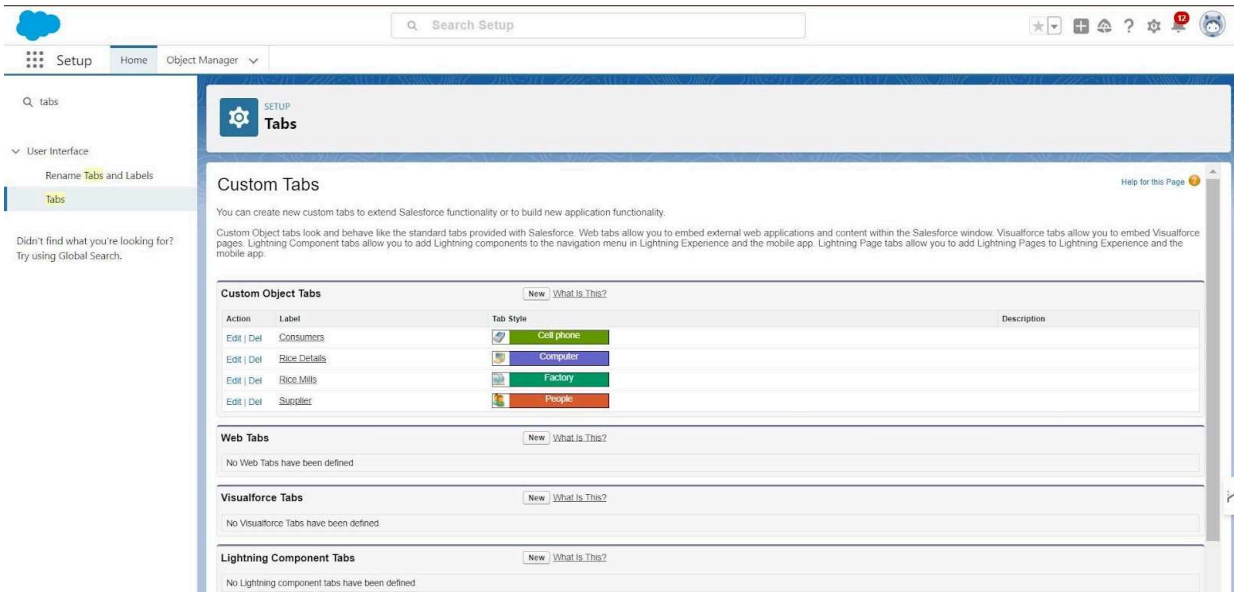 Search Setup
12
Setup
Home
Object Manager
tabs
User Interface
Rename Tabs and Labels
Tabs
Didn't find what you're looking for?
Try using Global Search.
SETUP
Tabs
Custom Tabs
Help for this Page
You can create new custom tabs to extend Salesforce functionality or to build new application functionality.
Custom Object tabs look and behave like the standard tabs provided with Salesforce. Web tabs allow you to embed external web applications and content within the Salesforce window. Visualforce tabs allow you to embed Visualforce
pages. Lightning Component tabs allow you to add Lightning components to the navigation menu in Lightning Experience and the mobile app. Lightning Page tabs allow you to add Lightning Pages to Lightning Experience and the
mobile app.
Custom Object Tabs New What Is This?
Action Label Tab Style Description
Edit | Del Consumers Cell phone
Edit | Del Rice Details Computer
Edit | Del Rice Mills Factory
Edit | Del Supplier People
Web Tabs New What Is This?
No Web Tabs have been defined
Visualforce Tabs New What Is This?
No Visualforce Tabs have been defined
Lightning Component Tabs New What Is This?
No Lightning component tabs have been defined